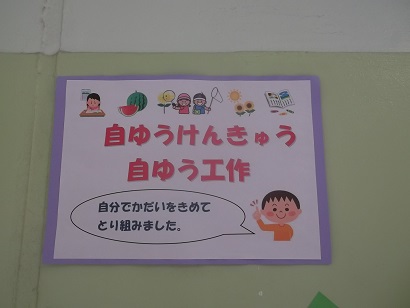 自ゆうけんきゅう
自ゆう工作
自分でかだいをきめて
とり組みました。